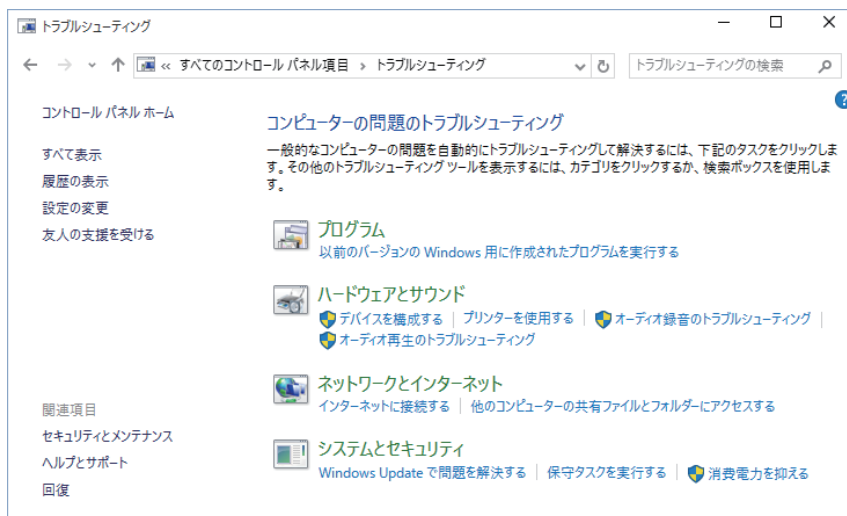 トラブルシューティング
« すべてのコントロール パネル項目 › トラブルシューティング
トラブルシューティングの検索
コントロール パネル ホーム
すべて表示
履歴の表示
設定の変更
友人の支援を受ける
関連項目
セキュリティとメンテナンス
ヘルプとサポート
回復
?
コンピューターの問題のトラブルシューティング
一般的なコンピューターの問題を自動的にトラブルシューティングして解決するには、下記のタスクをクリックしま
す。その他のトラブルシューティング ツールを表示するには、カテゴリをクリックするか、検索ボックスを使用しま
す。
プログラム
以前のバージョンの Windows 用に作成されたプログラムを実行する
ハードウェアとサウンド
デバイスを構成する | プリンターを使用する | オーディオ録音のトラブルシューティング |
オーディオ再生のトラブルシューティング
ネットワークとインターネット
インターネットに接続する | 他のコンピューターの共有ファイルとフォルダーにアクセスする
システムとセキュリティ
Windows Update で問題を解決する | 保守タスクを実行する | 消費電力を抑える